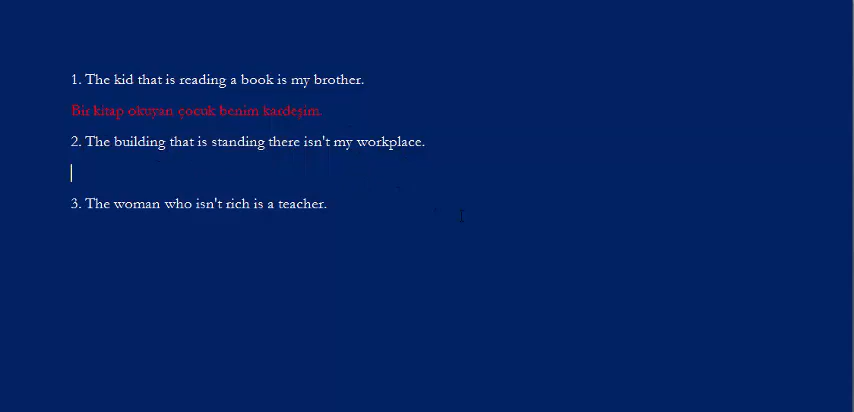 1. The kid that is reading a book is my brother.
Bir kitap okuyan çocuk benim kardeşim.
2. The building that is standing there isn't my workplace.
3. The woman who isn't rich is a teacher.